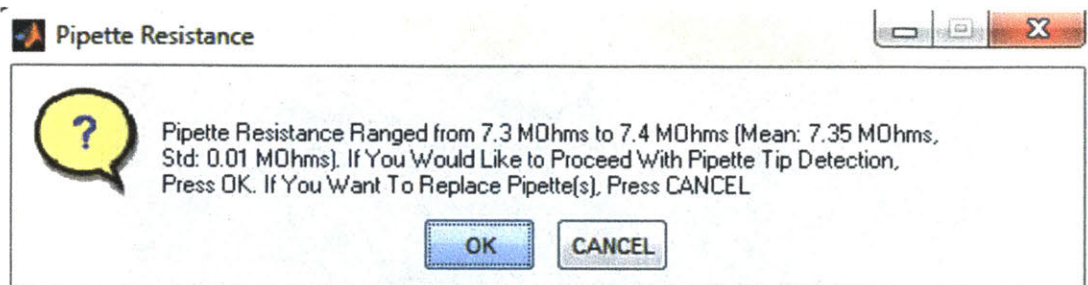 Pipette Resistance
?
Pipette Resistance Ranged from 7.3 MOhms to 7.4 MOhms (Mean: 7.35 MOhms,
Std: 0.01 MOhms). If You Would Like to Proceed With Pipette Tip Detection,
Press OK. If You Want To Replace Pipette(s), Press CANCEL
OK CANCEL